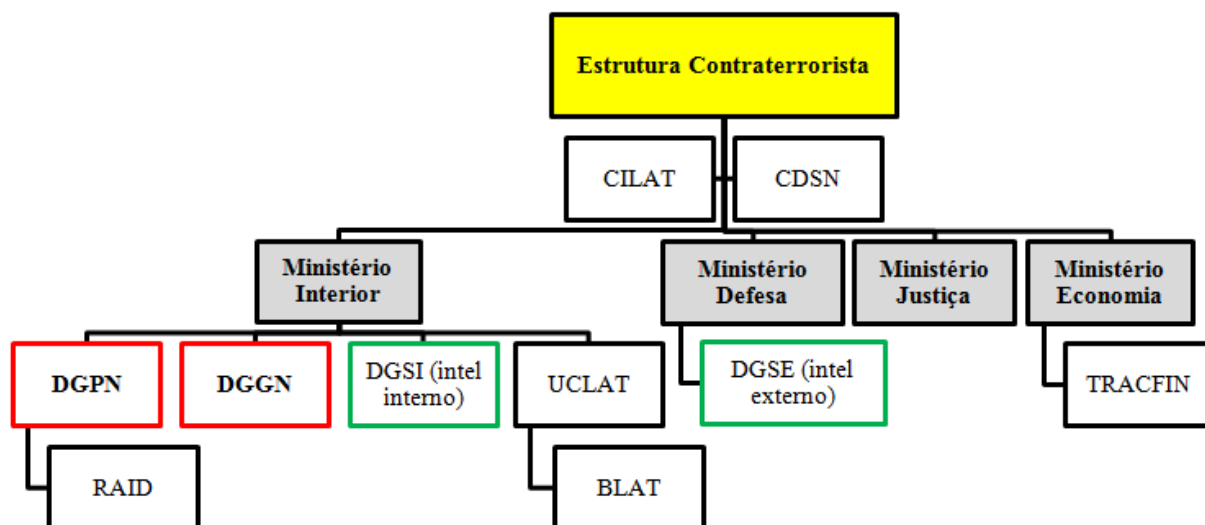 Estrutura Contraterrorista
CILAT
CDSN
Ministério
Interior
Ministério
Defesa
Ministério
Justiça
Ministério
Economia
DGPN
DGGN
DGSI (intel
interno)
UCLAT
DGSE (intel
externo)
TRACFIN
RAID
BLAT